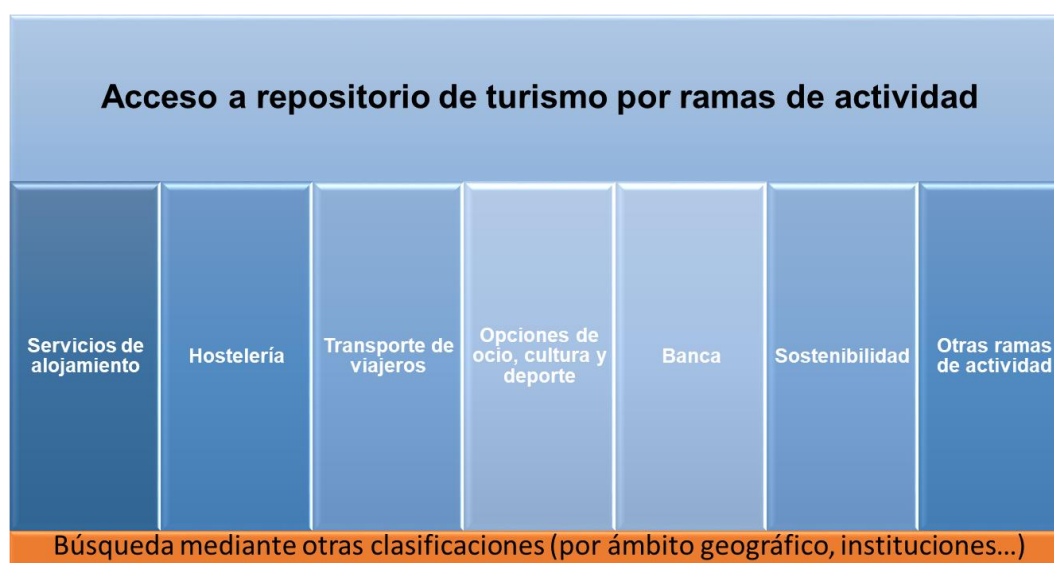 Acceso a repositorio de turismo por ramas de actividad
Servicios de
alojamiento
Hostelería
Transporte de
viajeros
Opciones de
ocio, cultura y
deporte
Banca
Sostenibilidad
Otras ramas
de actividad
Búsqueda mediante otras clasificaciones (por ámbito geográfico, instituciones...)